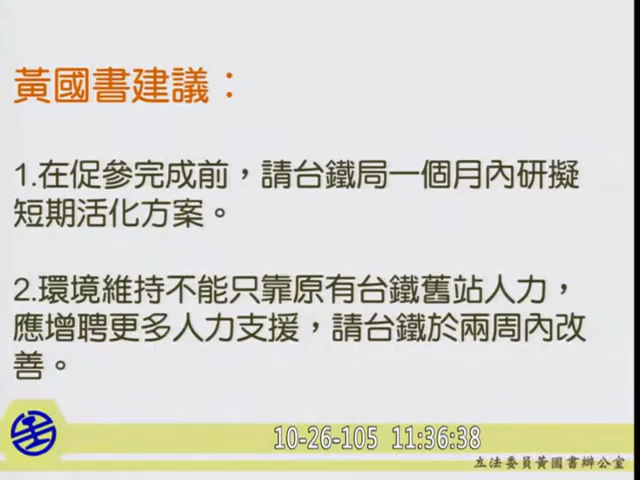 黃國書建議：
1.在促參完成前，請台鐵局一個月內研擬
短期活化方案。
2.環境維持不能只靠原有台鐵舊站人力，
應增聘更多人力支援，請台鐵於兩周內改
善。
10-26-105 11:36:38
立法委員黃國書辦公室